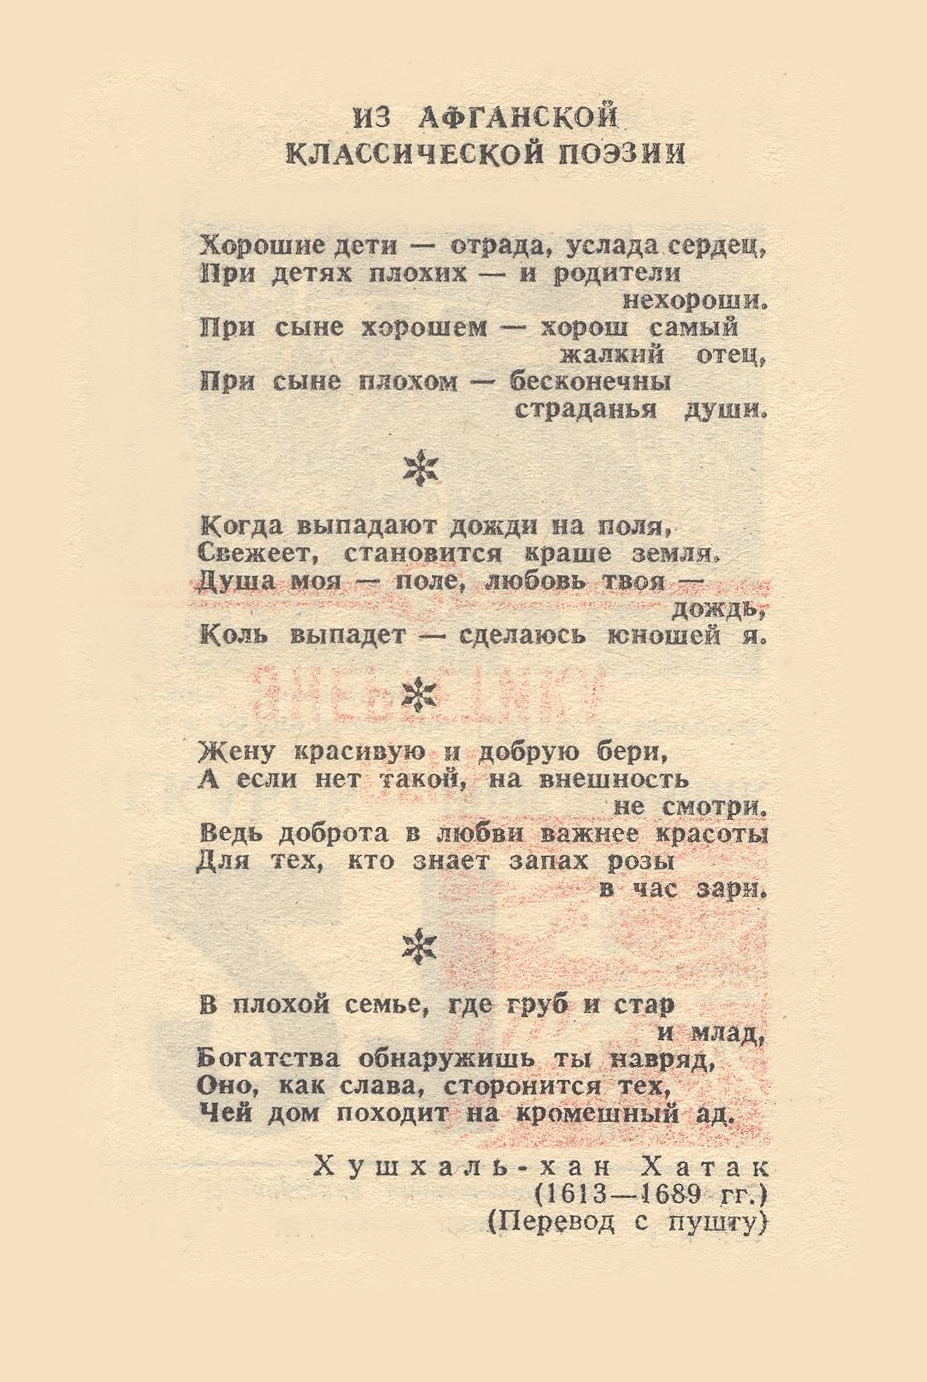 ИЗ АФГАНСКОЙ
КЛАССИЧЕСКОЙ ПОЭЗИИ
Хорошие дети — отрада, услада сердец,
При детях плохих — и родители
нехороши.
При сыне хорошем — хорош самый
жалкий отец,
При сыне плохом — бесконечны
страданья души.
Когда выпадают дожди на поля,
Свежеет, становится краше земля.
Душа моя — поле, любовь твоя —
дождь,
Коль выпадет — сделаюсь юношей я.
Жену красивую и добрую бери,
А если нет такой, на внешность
не смотри.
Ведь доброта в любви важнее красоты
Для тех, кто знает запах розы
в час зари.
В плохой семье, где груб и стар
и млад,
Богатства обнаружишь ты навряд,
Оно, как слава, сторонится тех,
Чей дом походит на кромешный ад.
Хушхаль-хан Хатак
(1613—1689 гг.)
(Перевод с пушту)